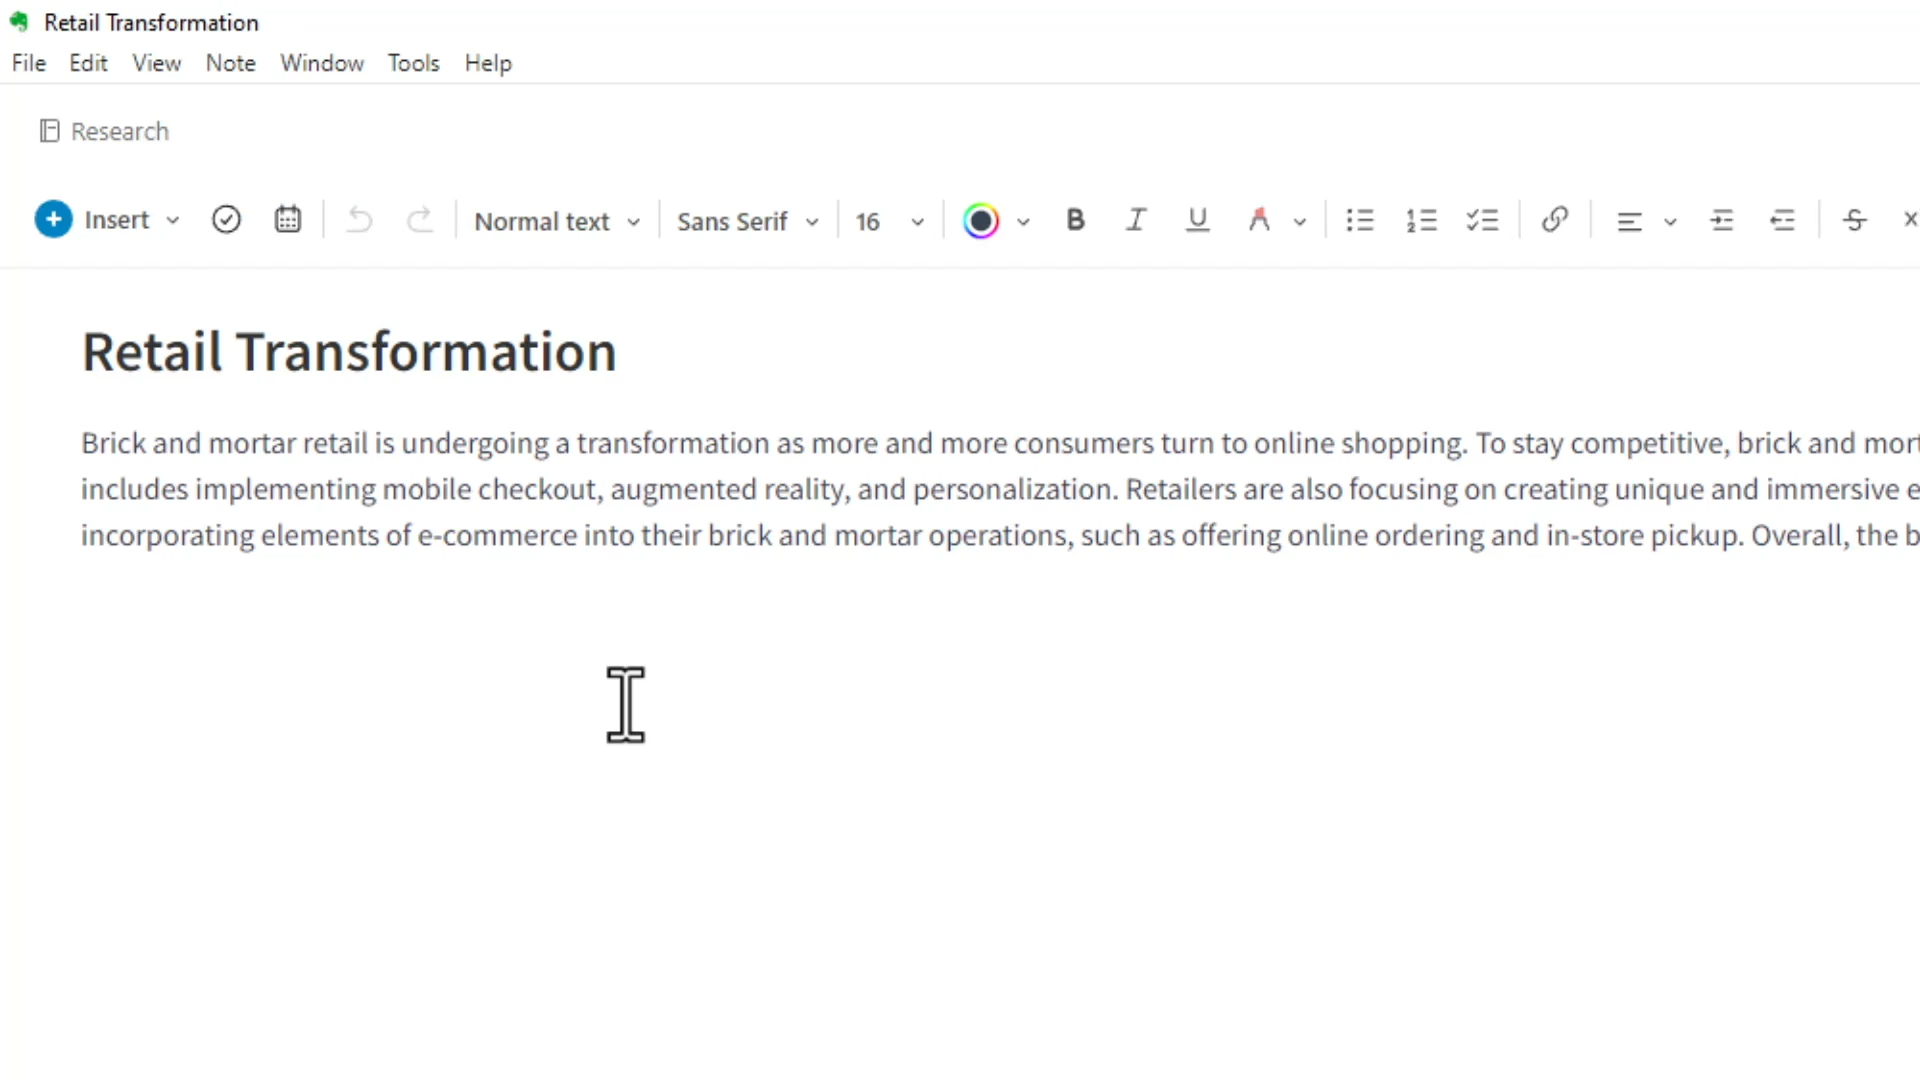 Retail Transformation
File Edit View Note Window Tools Help
Research
Insert Normal text Sans Serif 16 B I U A
Retail Transformation
Brick and mortar retail is undergoing a transformation as more and more consumers turn to online shopping. To stay competitive, brick and mort
includes implementing mobile checkout, augmented reality, and personalization. Retailers are also focusing on creating unique and immersive e
incorporating elements of e-commerce into their brick and mortar operations, such as offering online ordering and in-store pickup. Overall, the b